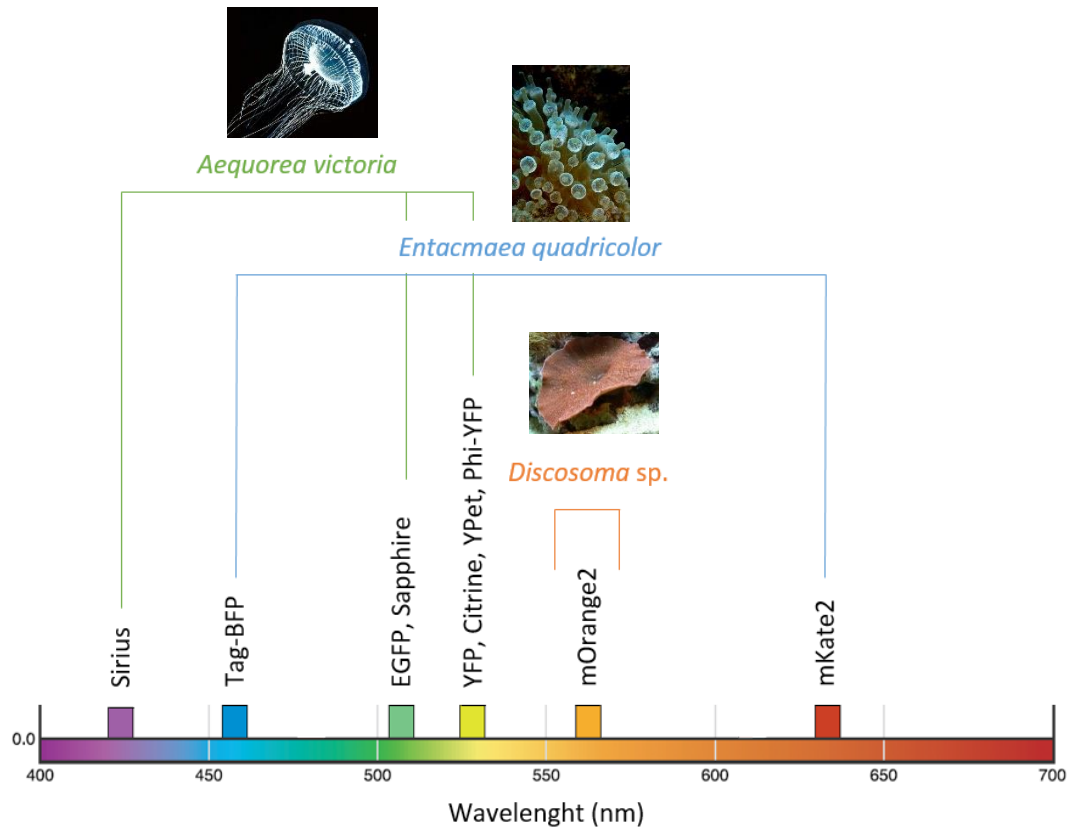 Aequorea victoria
Entacmaea quadricolor
Discosoma sp.
Sirius
Tag-BFP
EGFP, Sapphire
YFP, Citrine, YPet, Phi-YFP
mOrange2
mKate2
0.0
400 450 500 550 600 650 700
Wavelenght (nm)